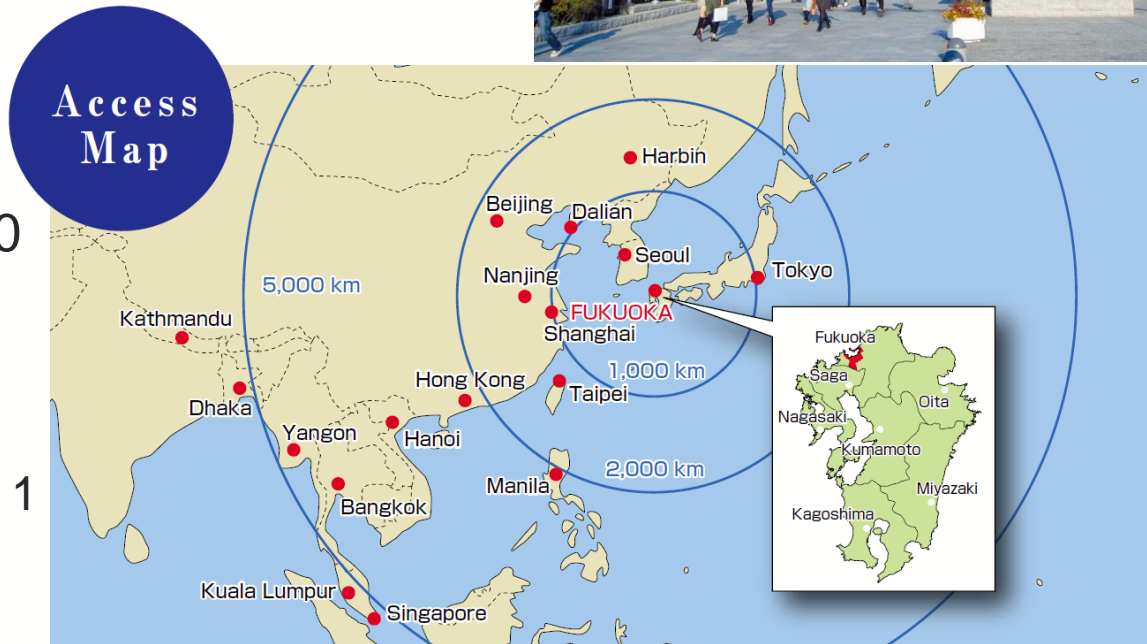 Access
Map
0
1
Harbin
Beijing
Dalian
Seoul
Nanjing
Tokyo
5,000 km
FUKUOKA
Shanghai
Kathmandu
1,000 km
Hong Kong
Taipei
Dhaka
Yangon
Hanoi
2,000 km
Manila
Bangkok
Kuala Lumpur
Singapore
Fukuoka
Saga
Oita
Nagasaki
Kumamoto
Miyazaki
Kagoshima